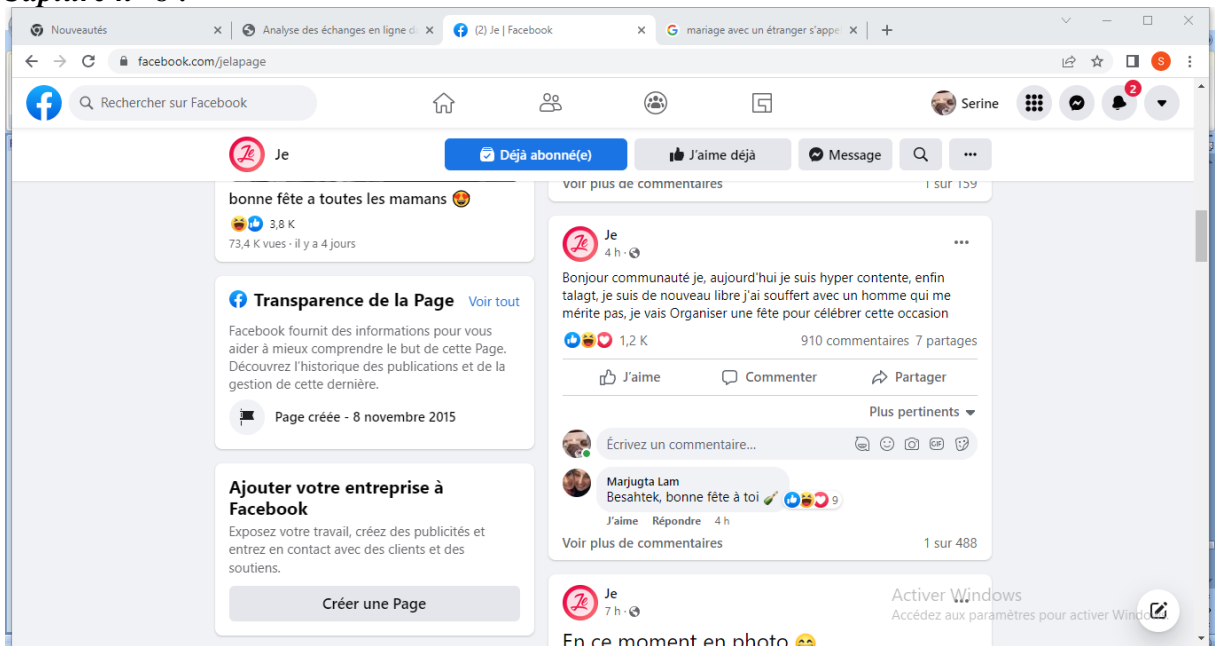 Nouveautés
Analyse des échanges en ligne d
(2) Je | Facebook
mariage avec un étranger s'appe
facebook.com/jelapage
S
Rechercher sur Facebook
Serine
2
Je
Je
Déjà abonné(e)
J'aime déjà
Message
bonne fête a toutes les mamans
3,8 K
73,4 K vues · il y a 4 jours
Transparence de la Page
Voir tout
Facebook fournit des informations pour vous
aider à mieux comprendre le but de cette Page.
Découvrez l'historique des publications et de la
gestion de cette dernière.
Page créée - 8 novembre 2015
Ajouter votre entreprise à
Facebook
Exposez votre travail, créez des publicités et
entrez en contact avec des clients et des
soutiens.
Créer une Page
Voir plus de commentaires
1 sur 159
Je
Je
4 h ·
Bonjour communauté je, aujourd'hui je suis hyper contente, enfin
talagt, je suis de nouveau libre j'ai souffert avec un homme qui me
mérite pas, je vais Organiser une fête pour célébrer cette occasion
1,2 K
910 commentaires 7 partages
J'aime
Commenter
Partager
Plus pertinents
Écrivez un commentaire...
GIF
Marjugta Lam
Besahtek, bonne fête à toi
9
J'aime Répondre 4 h
Voir plus de commentaires
1 sur 488
Je
Je
7 h ·
En ce moment en photo
Activer Windows
Accédez aux paramètres pour activer Windows.